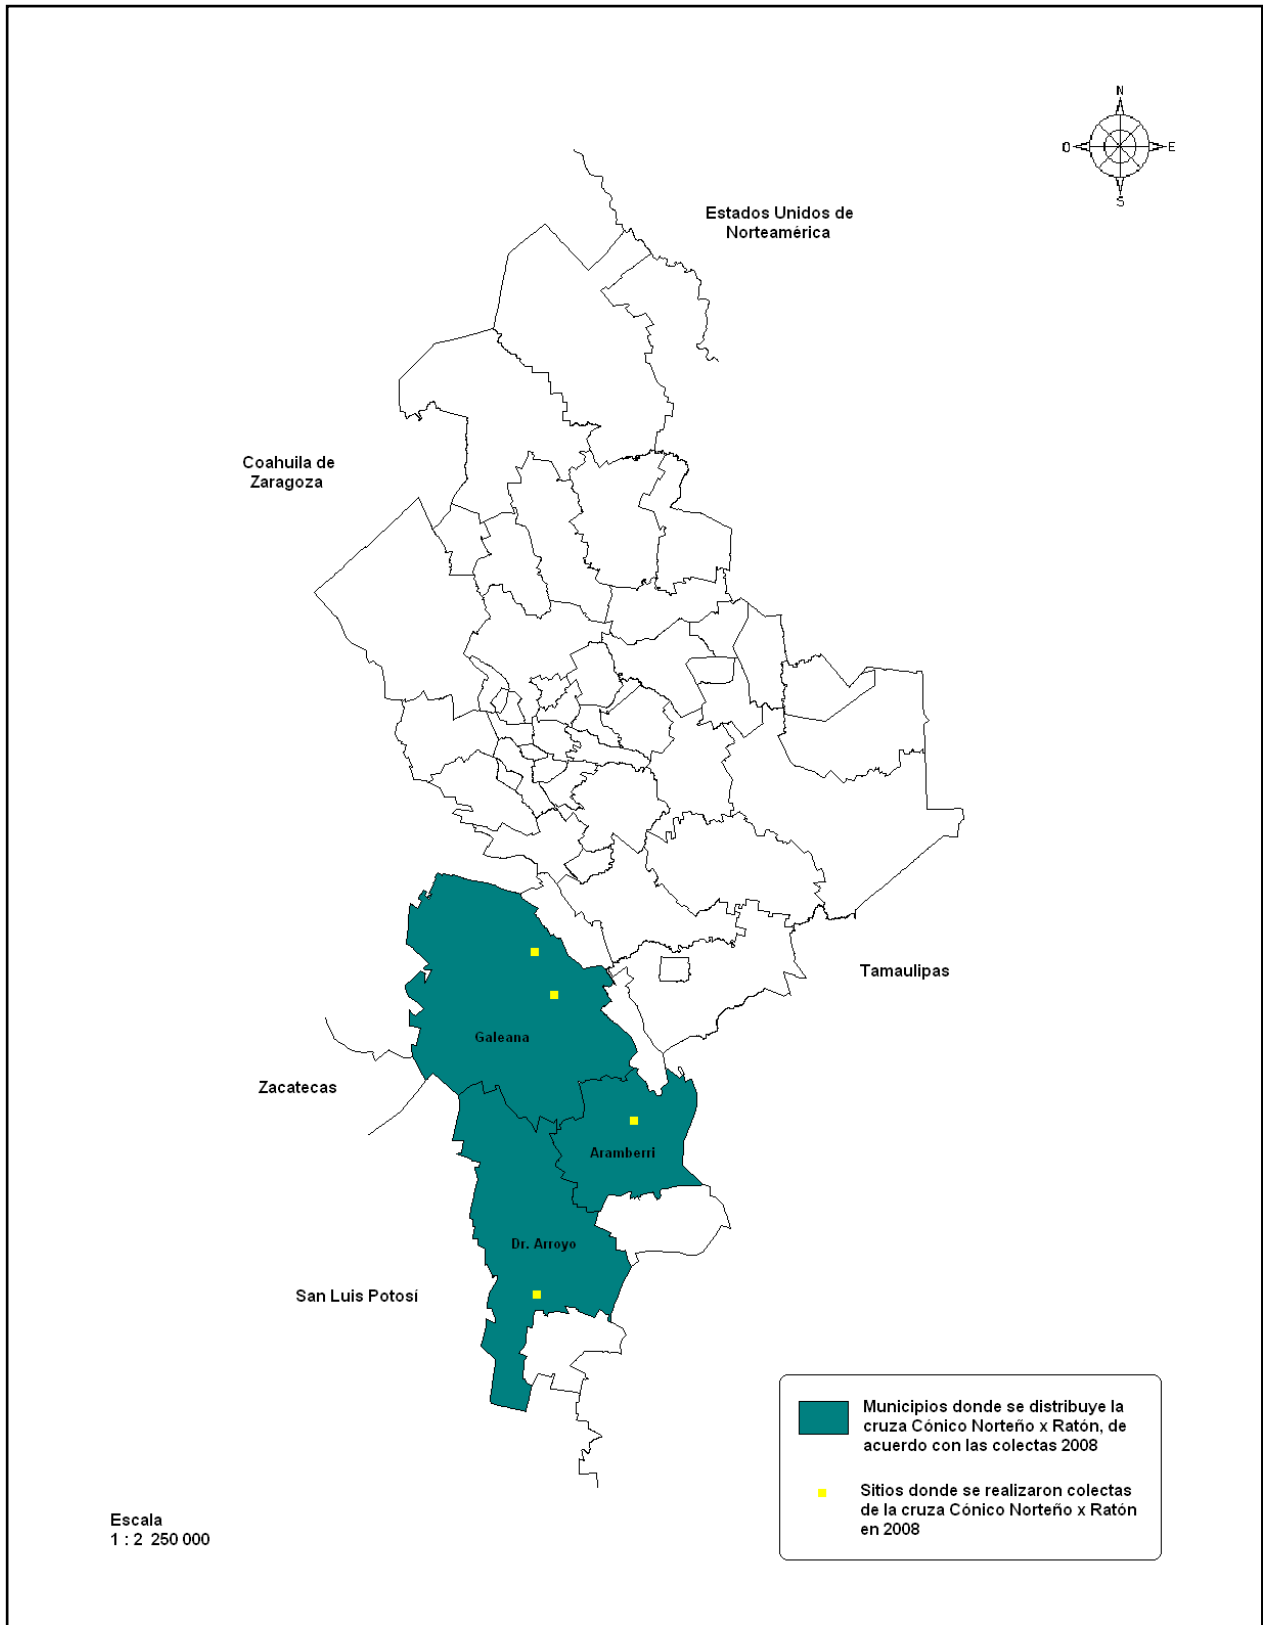 N
O
E
S
Estados Unidos de
Norteamérica
Coahuila de
Zaragoza
Tamaulipas
Galeana
Zacatecas
Aramberri
Dr. Arroyo
San Luis Potosí
Municipios donde se distribuye la
cruza Cónico Norteño x Ratón, de
acuerdo con las colectas 2008
Sitios donde se realizaron colectas
de la cruza Cónico Norteño x Ratón
en 2008
Escala
1 : 2 250 000